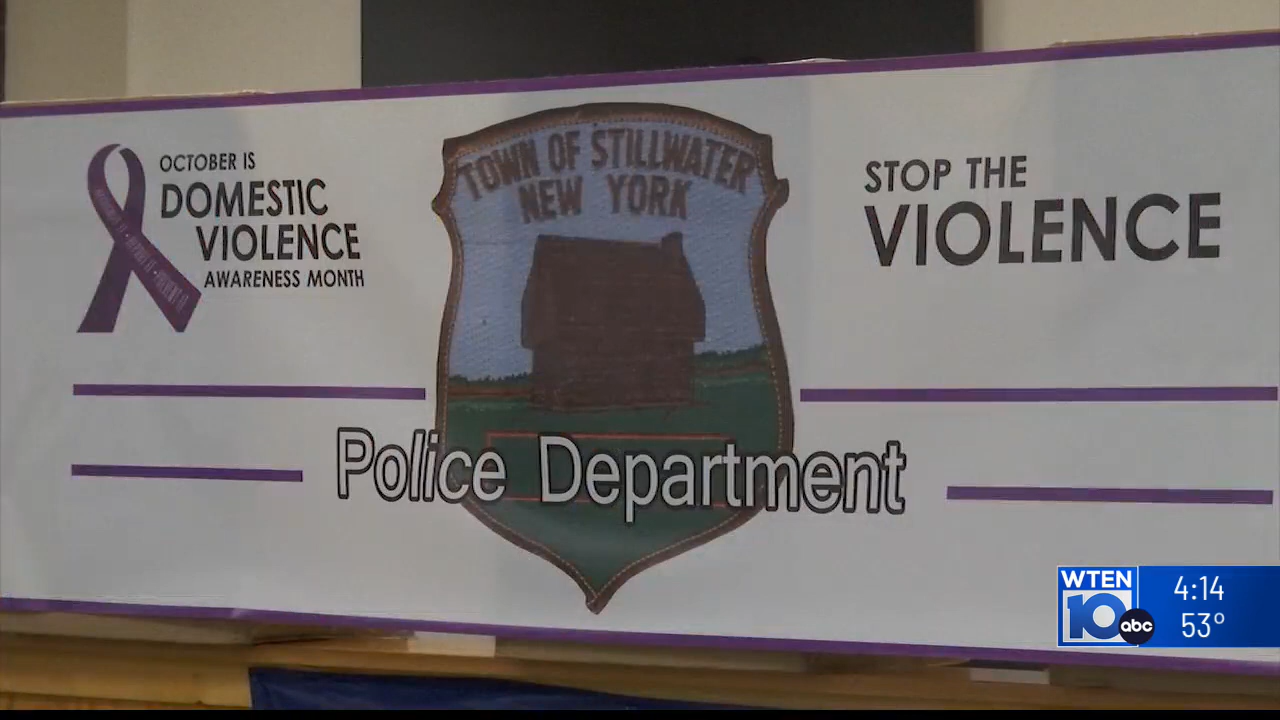 OCTOBER IS
DOMESTIC
VIOLENCE
AWARENESS MONTH
TOWN OF STILLWATER
NEW YORK
STOP THE
VIOLENCE
Police Department
WTEN
10
abc
4:14
53°